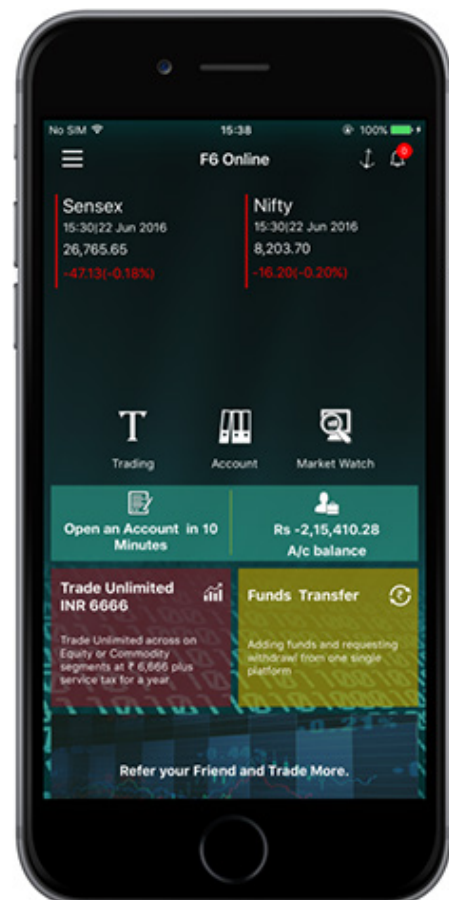 No SIM 15:38 100%
F6 Online 0
Sensex
15:30|22 Jun 2016
26,765.65
-47.13(-0.18%)
Nifty
15:30|22 Jun 2016
8,203.70
-16.20(-0.20%)
T
Trading Account Market Watch
Open an Account in 10
Minutes
Rs -2,15,410.28
A/c balance
Trade Unlimited
INR 6666
Trade Unlimited across on
Equity or Commodity
segments at ₹ 6,666 plus
service tax for a year
Funds Transfer
₹
Adding funds and requesting
withdrawl from one single
platform
Refer your Friend and Trade More.